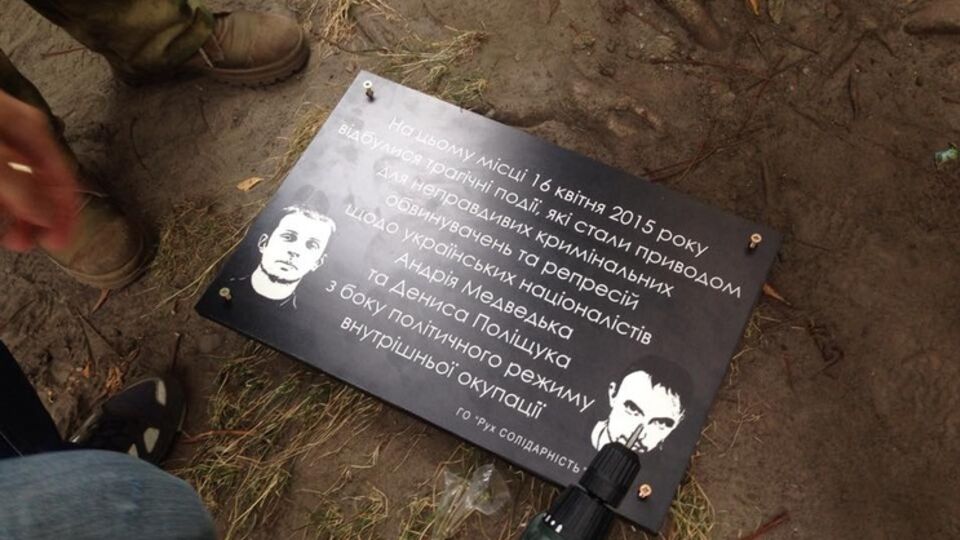 На цьому місці 16 квітня 2015 року
відбулися трагічні події, які стали приводом
для неправдивих кримінальних
обвинувачень та репресій
щодо українських націоналістів
Андрія Медведька
та Дениса Поліщука
з боку політичного режиму
внутрішньої окупації
ГО "Рух СОЛІДАРНІСТЬ"